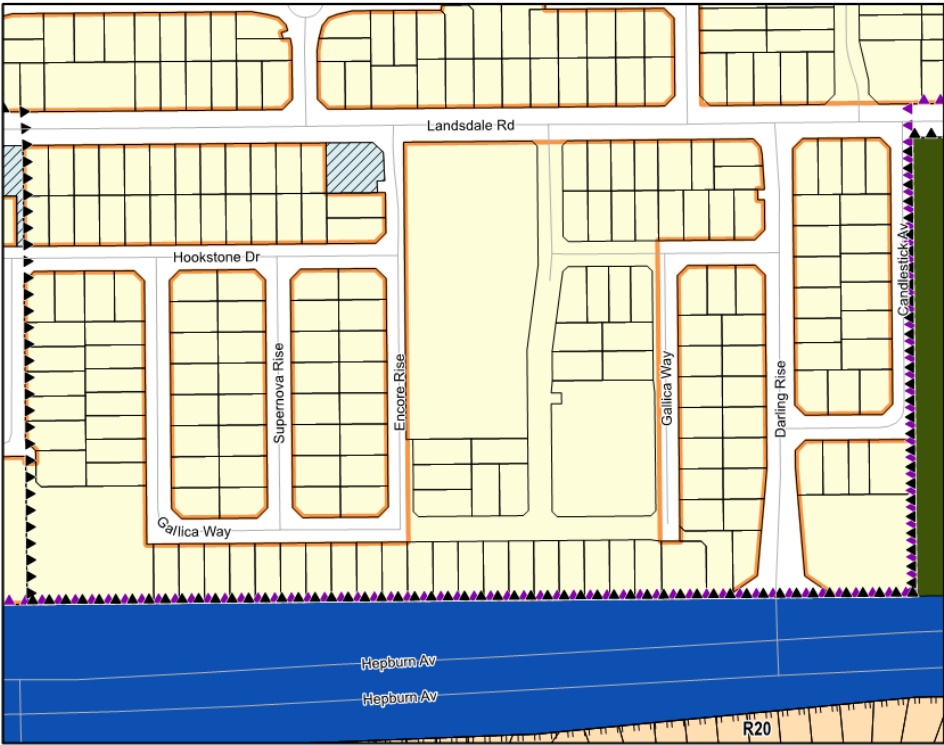 Landsdale Rd
Hookstone Dr
Candlestick Av
Supernova Rise
Encore Rise
Gallica Way
Darling Rise
Gallica Way
Hepburn Av
Hepburn Av
R20